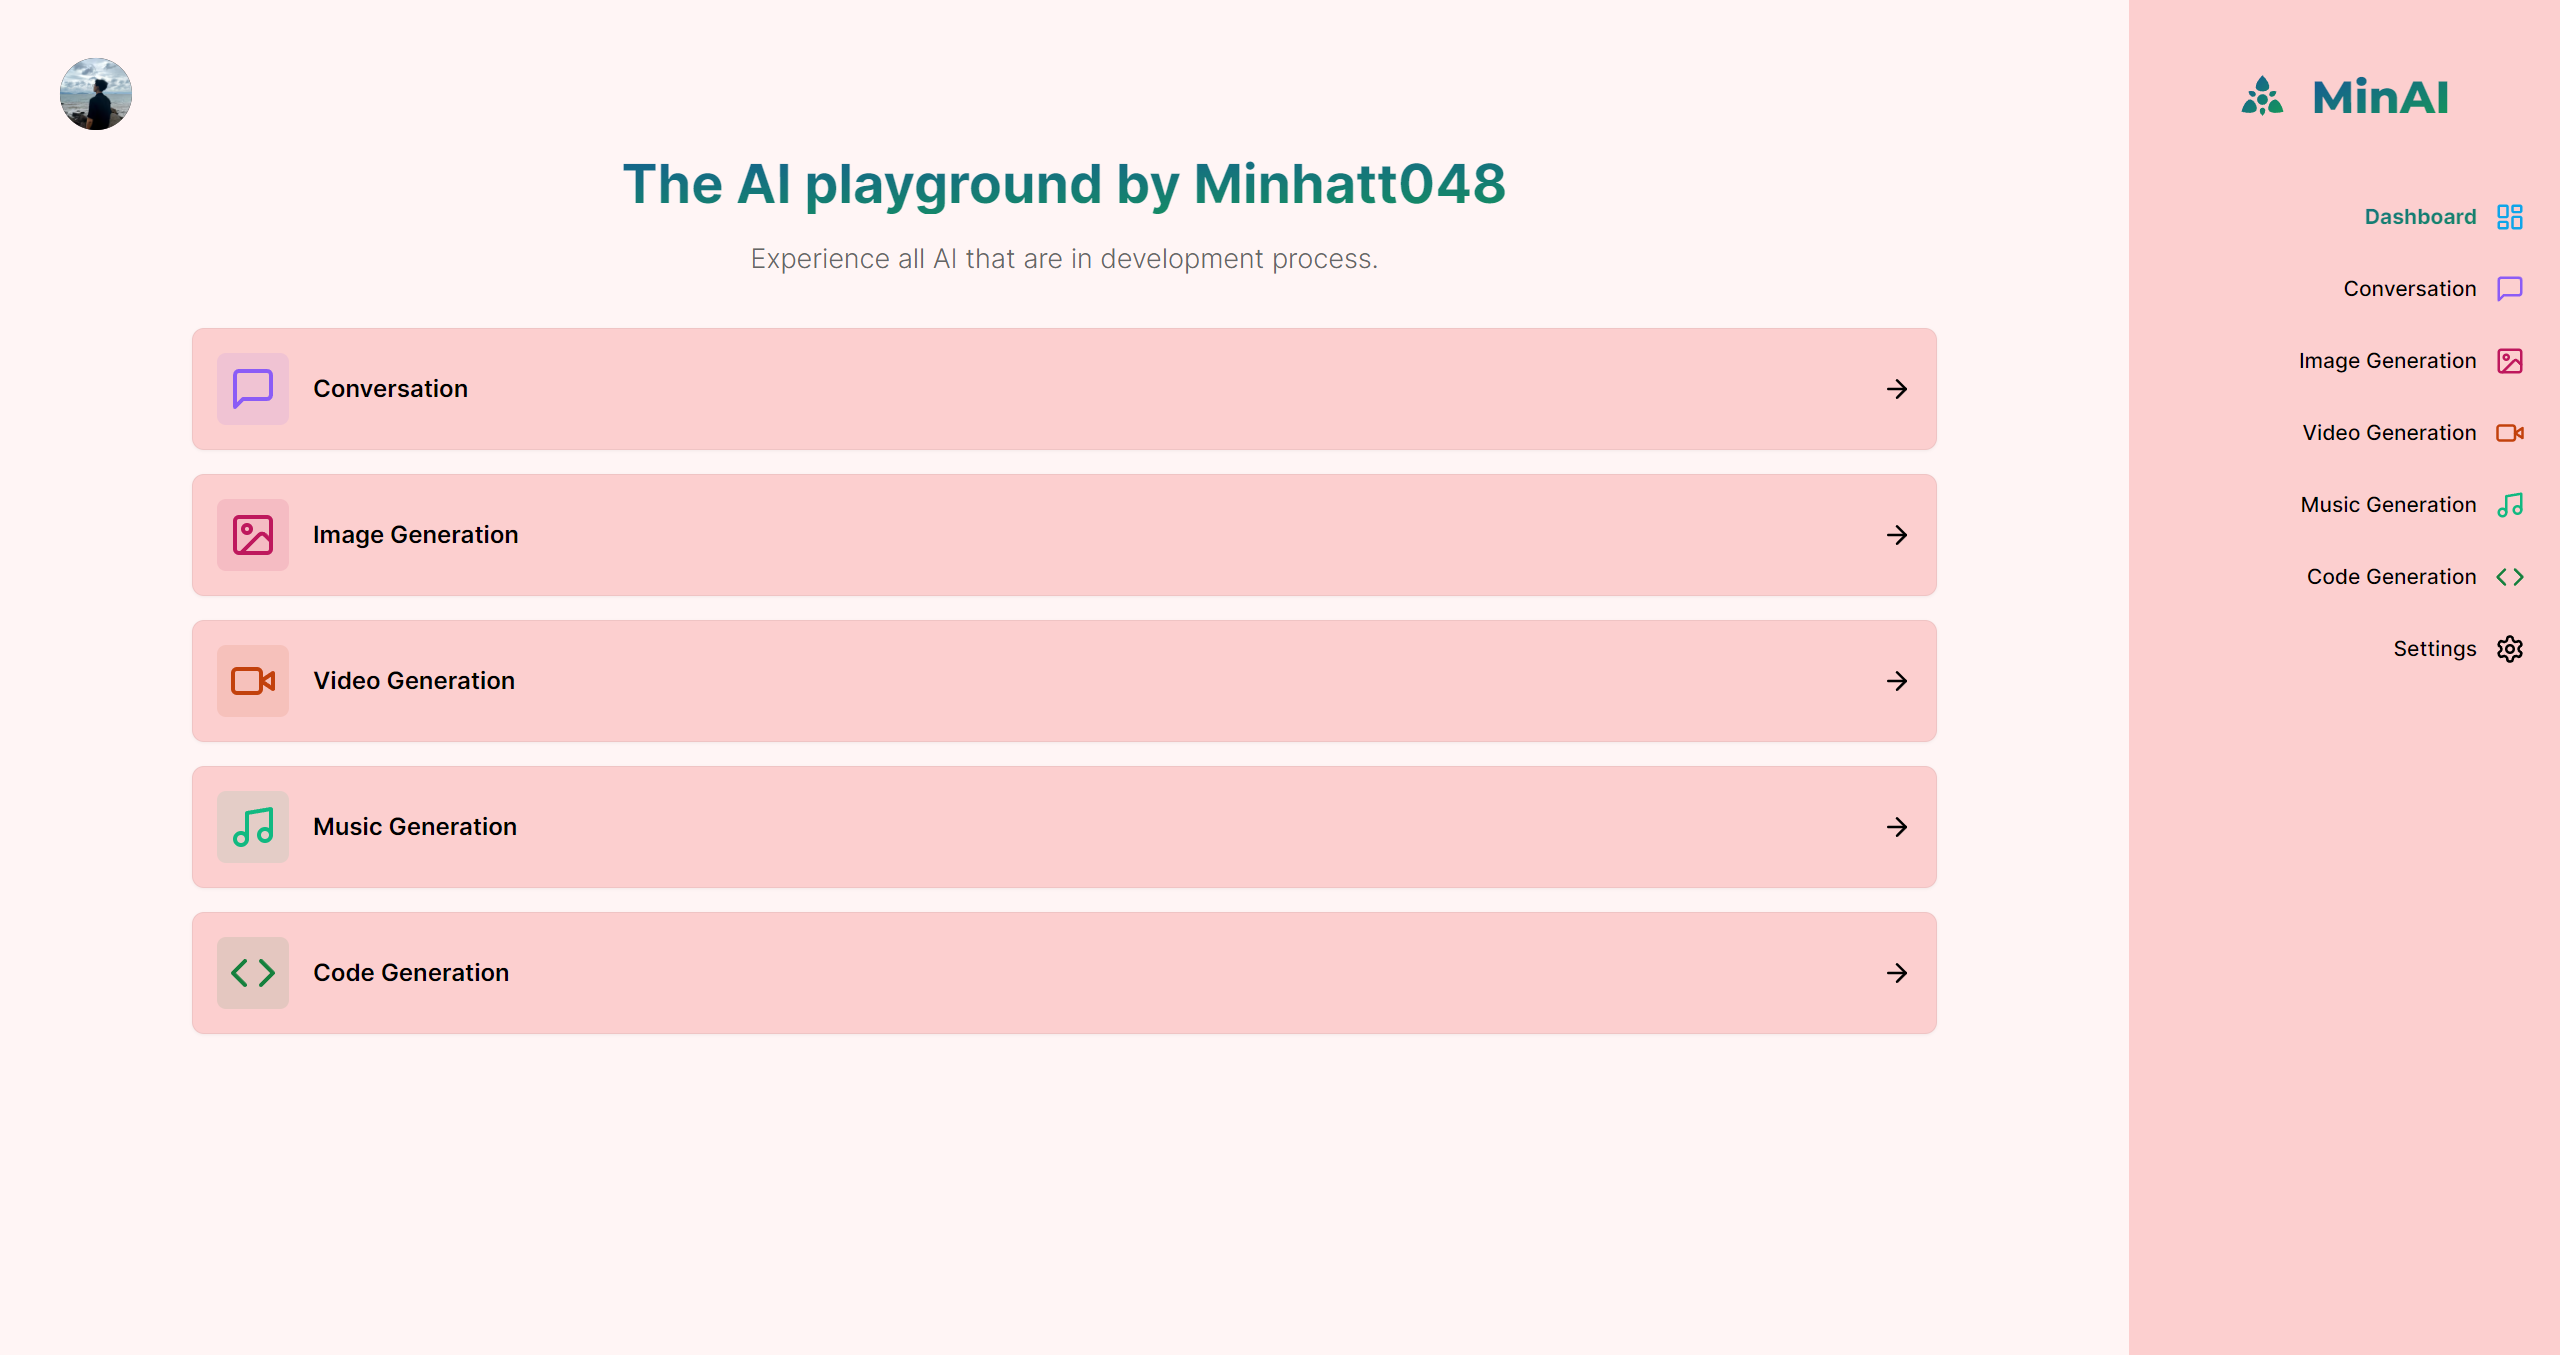 The AI playground by Minhatt048
Experience all AI that are in development process.
Conversation
Image Generation
Video Generation
Music Generation
Code Generation
MinAI
Dashboard
Conversation
Image Generation
Video Generation
Music Generation
Code Generation
Settings